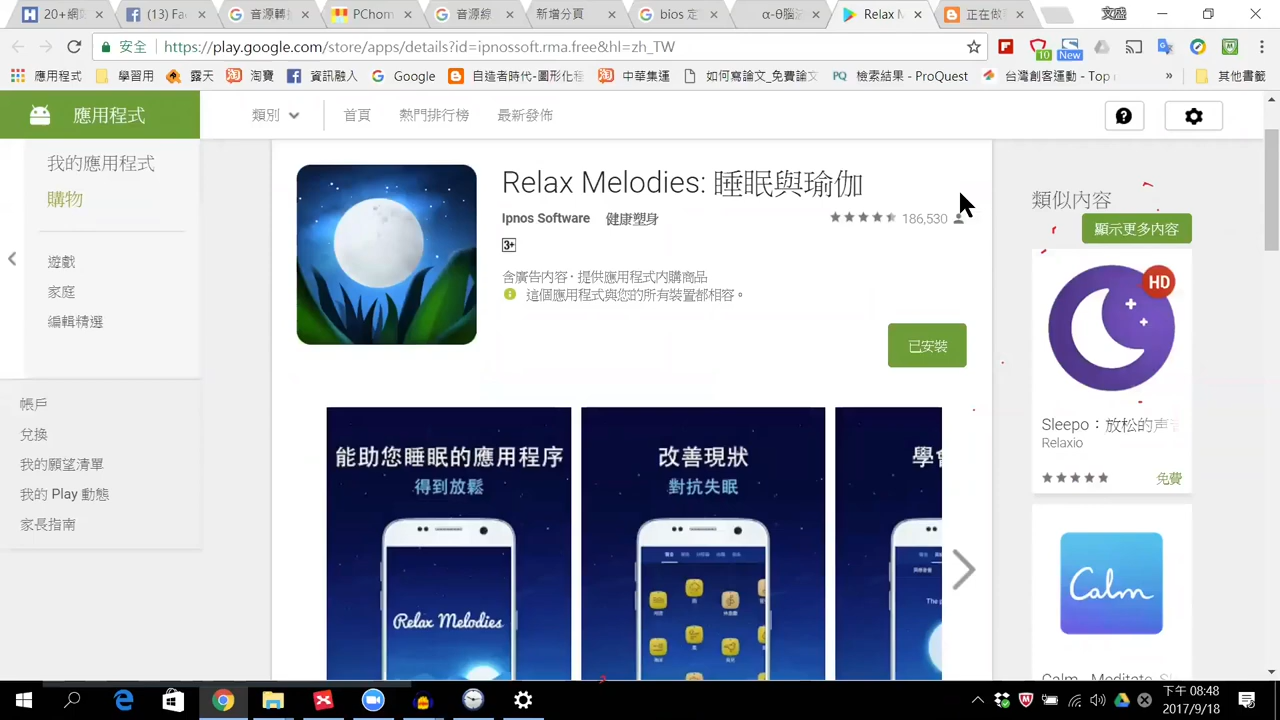 20+網
(13) Fa
音源轉
PChom
音源綜
新增分頁
bios 定
α-θ腦
Relax M
正在做
文盛
安全
https://play.google.com/store/apps/details?id=ipnossoft.rma.free&hl=zh_TW
10
New
應用程式
學習用
露天
淘寶
資訊融入
Google
自造者時代-圖形化程
中華集運
如何寫論文_免費論文
檢索結果 - ProQuest
台灣創客運動 - Top
其他書籤
應用程式
類別
首頁
熱門排行榜
最新發佈
我的應用程式
購物
遊戲
家庭
編輯精選
帳戶
兌換
我的願望清單
我的 Play 動態
家長指南
Relax Melodies: 睡眠與瑜伽
Ipnos Software
健康塑身
186,530
3+
含廣告內容 · 提供應用程式內購商品
這個應用程式與您的所有裝置都相容。
已安裝
能助您睡眠的應用程序
得到放鬆
Relax Melodies
改善現狀
對抗失眠
學
The p
類似內容
顯示更多內容
HD
Sleepo：放松的声
Relaxio
免費
Calm
Calm - Meditate, S
下午 08:48
2017/9/18